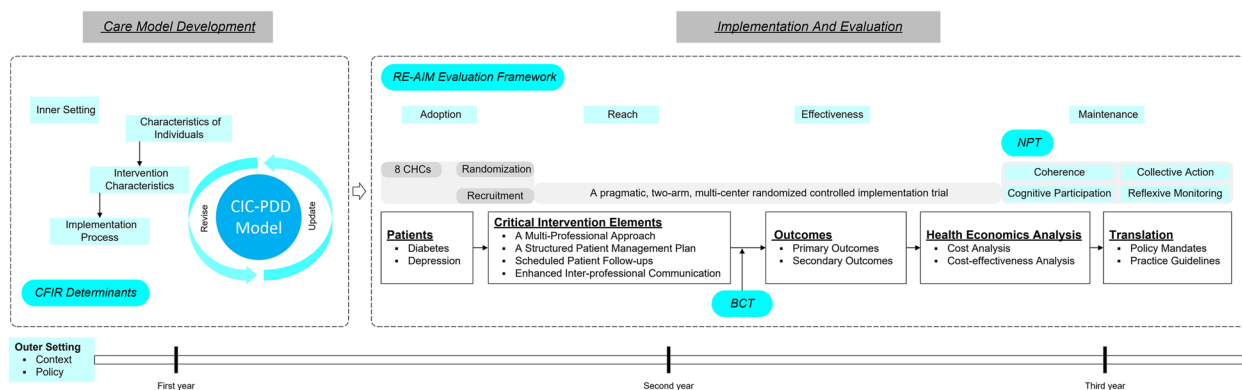 Care Model Development
Implementation And Evaluation
Inner Setting
Characteristics of
Individuals
Intervention
Characteristics
Implementation
Process
CFIR Determinants
Revise
CIC-PDD
Model
Update
RE-AIM Evaluation Framework
Adoption
Reach
Effectiveness
Maintenance
NPT
8 CHCs
Randomization
Recruitment
A pragmatic, two-arm, multi-center randomized controlled implementation trial
Coherence
Collective Action
Cognitive Participation
Reflexive Monitoring
Patients
▪ Diabetes
▪ Depression
Critical Intervention Elements
▪ A Multi-Professional Approach
▪ A Structured Patient Management Plan
▪ Scheduled Patient Follow-ups
▪ Enhanced Inter-professional Communication
BCT
Outcomes
▪ Primary Outcomes
▪ Secondary Outcomes
Health Economics Analysis
▪ Cost Analysis
▪ Cost-effectiveness Analysis
Translation
▪ Policy Mandates
▪ Practice Guidelines
Outer Setting
▪ Context
▪ Policy
First year
Second year
Third year